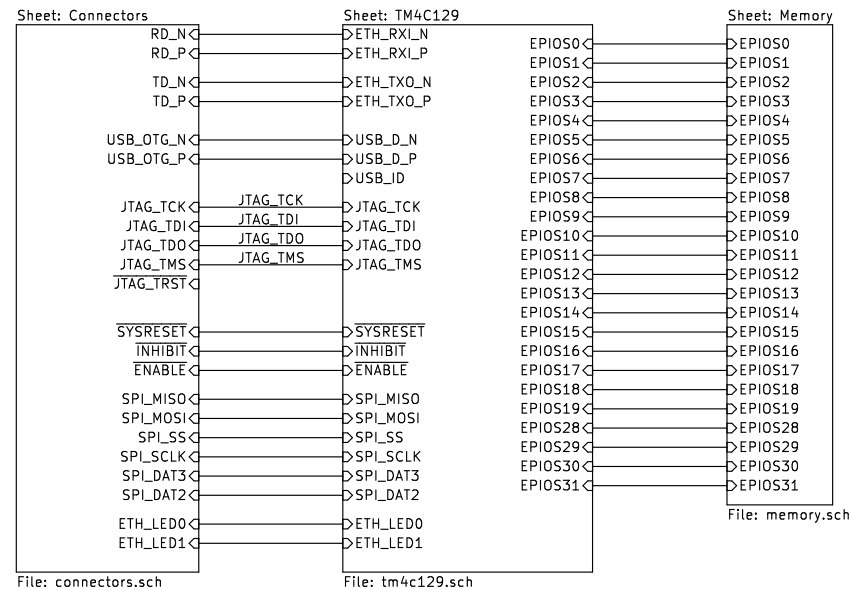 Sheet: Connectors
RD_N
RD_P
TD_N
TD_P
USB_OTG_N
USB_OTG_P
JTAG_TCK
JTAG_TDI
JTAG_TDO
JTAG_TMS
JTAG_TRST
SYSRESET
INHIBIT
ENABLE
SPI_MISO
SPI_MOSI
SPI_SS
SPI_SCLK
SPI_DAT3
SPI_DAT2
ETH_LED0
ETH_LED1
File: connectors.sch
JTAG_TCK
JTAG_TDI
JTAG_TDO
JTAG_TMS
Sheet: TM4C129
ETH_RXI_N
ETH_RXI_P
ETH_TXO_N
ETH_TXO_P
USB_D_N
USB_D_P
USB_ID
JTAG_TCK
JTAG_TDI
JTAG_TDO
JTAG_TMS
SYSRESET
INHIBIT
ENABLE
SPI_MISO
SPI_MOSI
SPI_SS
SPI_SCLK
SPI_DAT3
SPI_DAT2
ETH_LED0
ETH_LED1
EPIOS0
EPIOS1
EPIOS2
EPIOS3
EPIOS4
EPIOS5
EPIOS6
EPIOS7
EPIOS8
EPIOS9
EPIOS10
EPIOS11
EPIOS12
EPIOS13
EPIOS14
EPIOS15
EPIOS16
EPIOS17
EPIOS18
EPIOS19
EPIOS28
EPIOS29
EPIOS30
EPIOS31
File: tm4c129.sch
Sheet: Memory
EPIOS0
EPIOS1
EPIOS2
EPIOS3
EPIOS4
EPIOS5
EPIOS6
EPIOS7
EPIOS8
EPIOS9
EPIOS10
EPIOS11
EPIOS12
EPIOS13
EPIOS14
EPIOS15
EPIOS16
EPIOS17
EPIOS18
EPIOS19
EPIOS28
EPIOS29
EPIOS30
EPIOS31
File: memory.sch